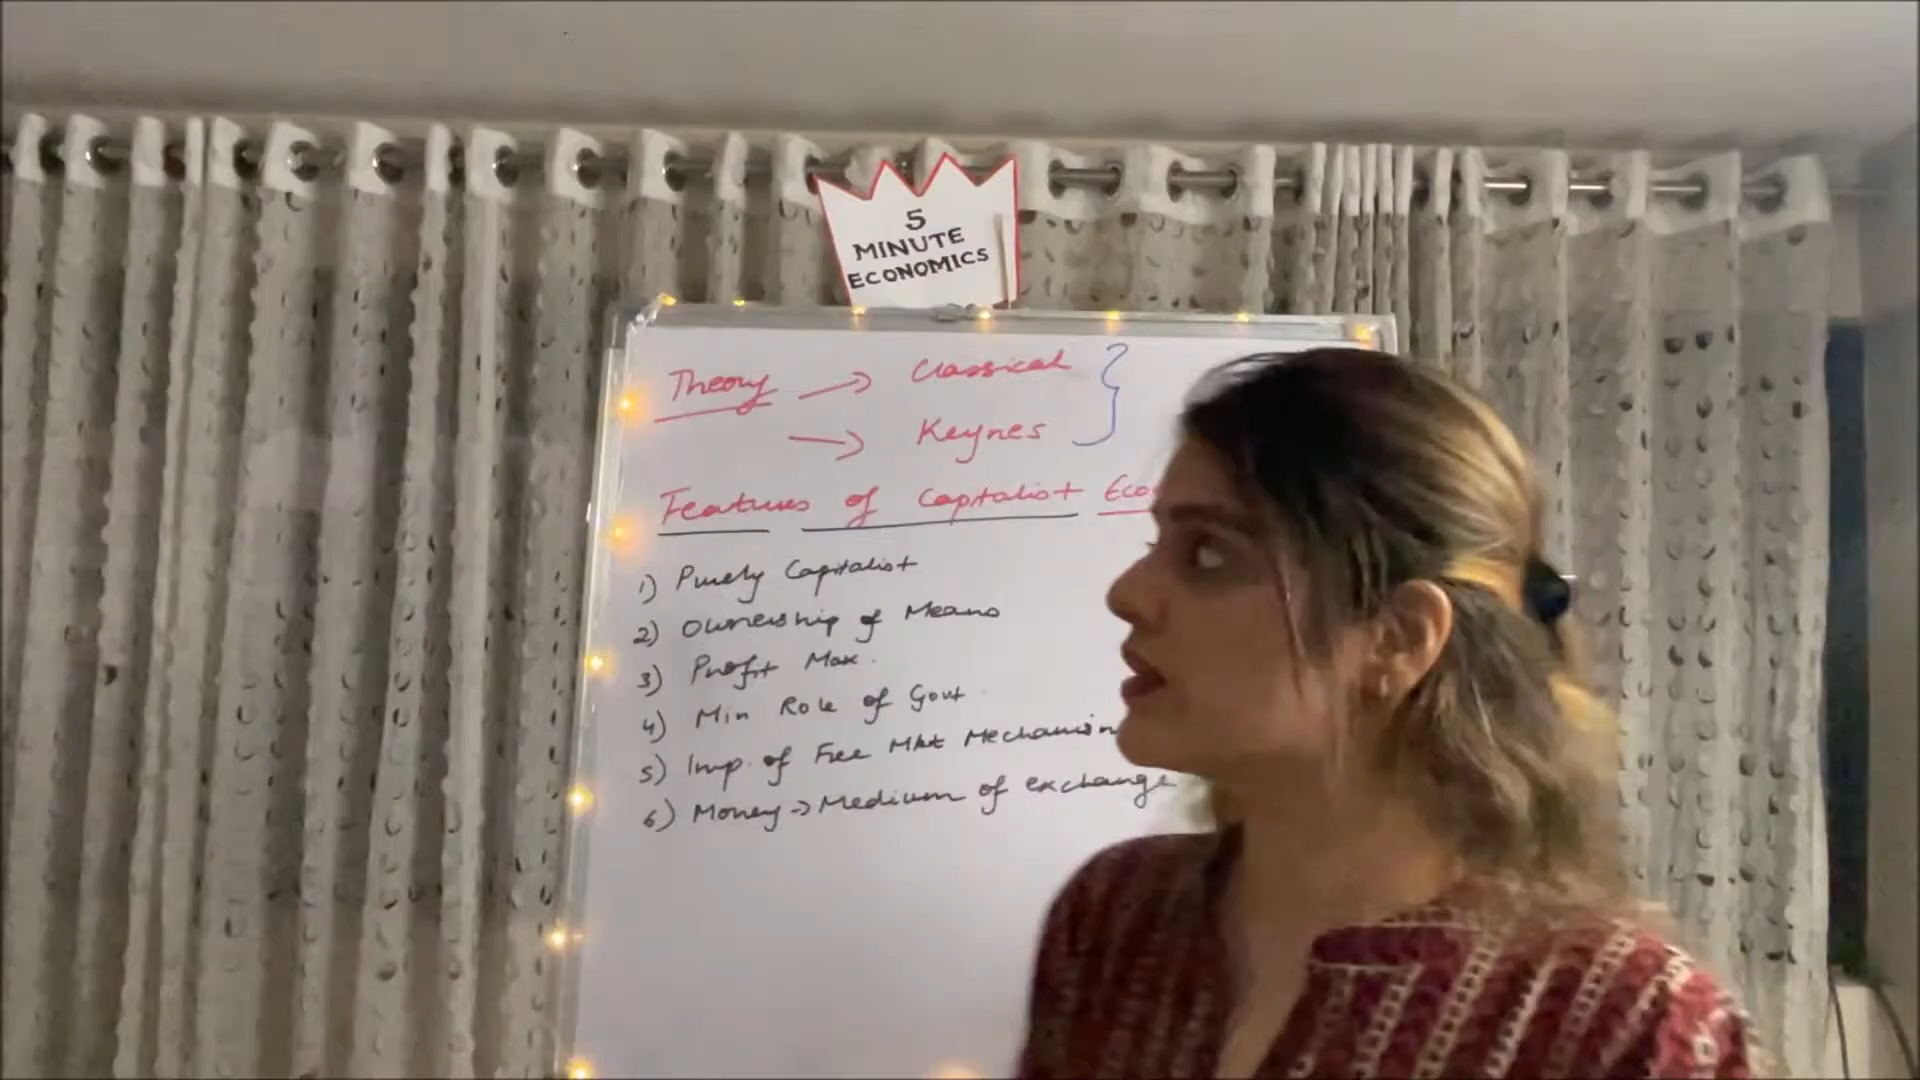 5
MINUTE
ECONOMICS
Theory → Classical
→ Keynes
Features of Capitalist Eco
1) Purely Capitalist
2) Ownership of Means
3) Profit Max.
4) Min Role of Govt.
5) Imp. of Free Mkt Mechanism
6) Money → Medium of exchange